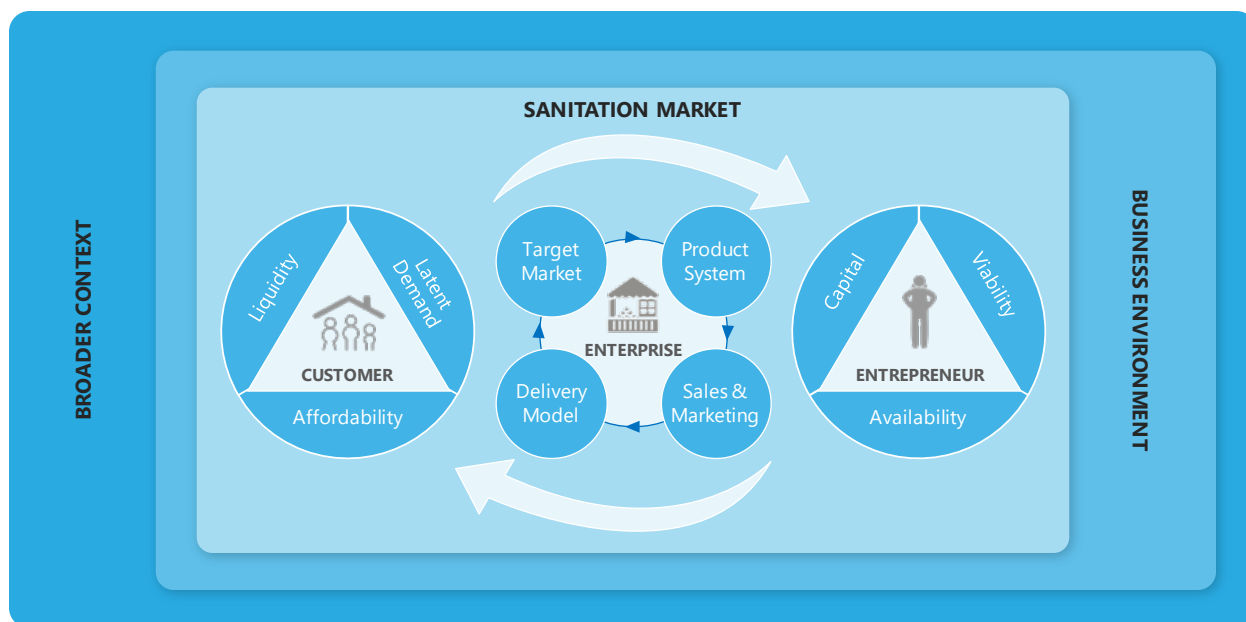 SANITATION MARKET
BROADER CONTEXT
BUSINESS ENVIRONMENT
Liquidity
Latent
Demand
CUSTOMER
Affordability
Target
Market
Product
System
ENTERPRISE
Delivery
Model
Sales &
Marketing
Capital
Viability
ENTREPRENEUR
Availability